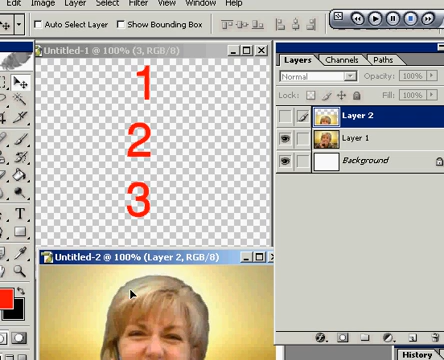 Edit Image Layer Select Filter View Window Help
Auto Select Layer Show Bounding Box
Untitled-1 @ 100% (3, RGB/8)
1
2
3
Untitled-2 @ 100% (Layer 2, RGB/8)
Layers Channels Paths
Normal Opacity: 100%
Lock: Fill: 100%
Layer 2
Layer 1
Background
T
History